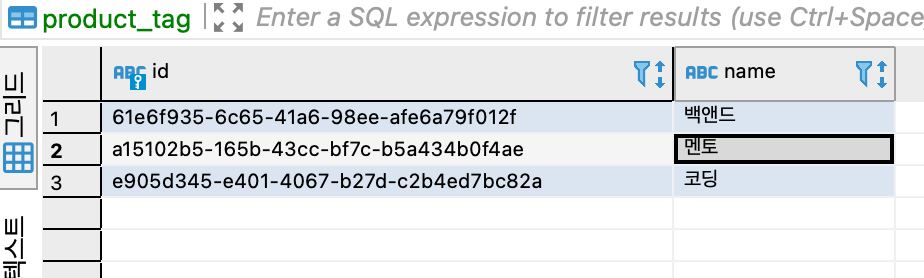 product_tag Enter a SQL expression to filter results (use Ctrl+Space
그리드
텍스트
ABC id ABC name
1 61e6f935-6c65-41a6-98ee-afe6a79f012f 백앤드
2 a15102b5-165b-43cc-bf7c-b5a434b0f4ae 멘토
3 e905d345-e401-4067-b27d-c2b4ed7bc82a 코딩